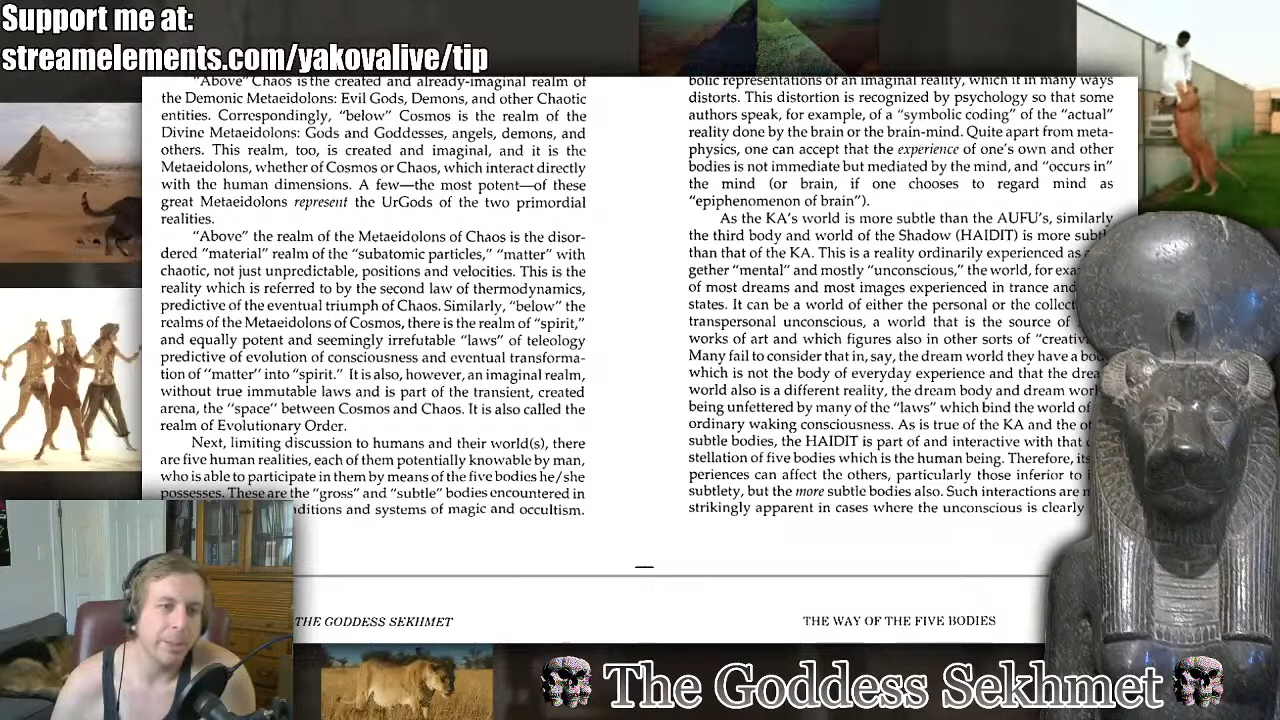 Support me at:
streamelements.com/yakovalive/tip
"Above" Chaos is the created and already-imaginal realm of
the Demonic Metaeidolons: Evil Gods, Demons, and other Chaotic
entities. Correspondingly, "below" Cosmos is the realm of the
Divine Metaeidolons: Gods and Goddesses, angels, demons, and
others. This realm, too, is created and imaginal, and it is the
Metaeidolons, whether of Cosmos or Chaos, which interact directly
with the human dimensions. A few—the most potent—of these
great Metaeidolons represent the UrGods of the two primordial
realities.
"Above" the realm of the Metaeidolons of Chaos is the disor-
dered "material" realm of the "subatomic particles," "matter" with
chaotic, not just unpredictable, positions and velocities. This is the
reality which is referred to by the second law of thermodynamics,
predictive of the eventual triumph of Chaos. Similarly, "below" the
realms of the Metaeidolons of Cosmos, there is the realm of "spirit,"
and equally potent and seemingly irrefutable "laws" of teleology
predictive of evolution of consciousness and eventual transforma-
tion of "matter" into "spirit." It is also, however, an imaginal realm,
without true immutable laws and is part of the transient, created
arena, the "space" between Cosmos and Chaos. It is also called the
realm of Evolutionary Order.
Next, limiting discussion to humans and their world(s), there
are five human realities, each of them potentially knowable by man,
who is able to participate in them by means of the five bodies he/she
possesses. These are the "gross" and "subtle" bodies encountered in
and systems of magic and occultism.
bolic representations of an imaginal reality, which it in many ways
distorts. This distortion is recognized by psychology so that some
authors speak, for example, of a "symbolic coding" of the "actual"
reality done by the brain or the brain-mind. Quite apart from meta-
physics, one can accept that the experience of one's own and other
bodies is not immediate but mediated by the mind, and "occurs in"
the mind (or brain, if one chooses to regard mind as
"epiphenomenon of brain").
As the KA's world is more subtle than the AUFU's, similarly
the third body and world of the Shadow (HAIDIT) is more
than that of the KA. This is a reality ordinarily experienced as
gether "mental" and mostly "unconscious," the world, for
of most dreams and most images experienced in trance and
states. It can be a world of either the personal or the
transpersonal unconscious, a world that is the source of
works of art and which figures also in other sorts of
Many fail to consider that in, say, the dream world they have a
which is not the body of everyday experience and that the
world also is a different reality, the dream body and dream
being unfettered by many of the "laws" which bind the world of
ordinary waking consciousness. As is true of the KA and the
subtle bodies, the HAIDIT is part of and interactive with that
stellation of five bodies which is the human being. Therefore, its
periences can affect the others, particularly those inferior to
subtlety, but the more subtle bodies also. Such interactions are
strikingly apparent in cases where the unconscious is clearly
THE GODDESS SEKHMET
THE WAY OF THE FIVE BODIES
The Goddess Sekhmet